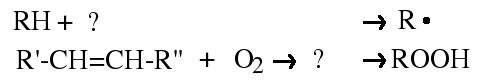 RH + ? → R •
R'-CH=CH-R" + O₂ → ? → ROOH